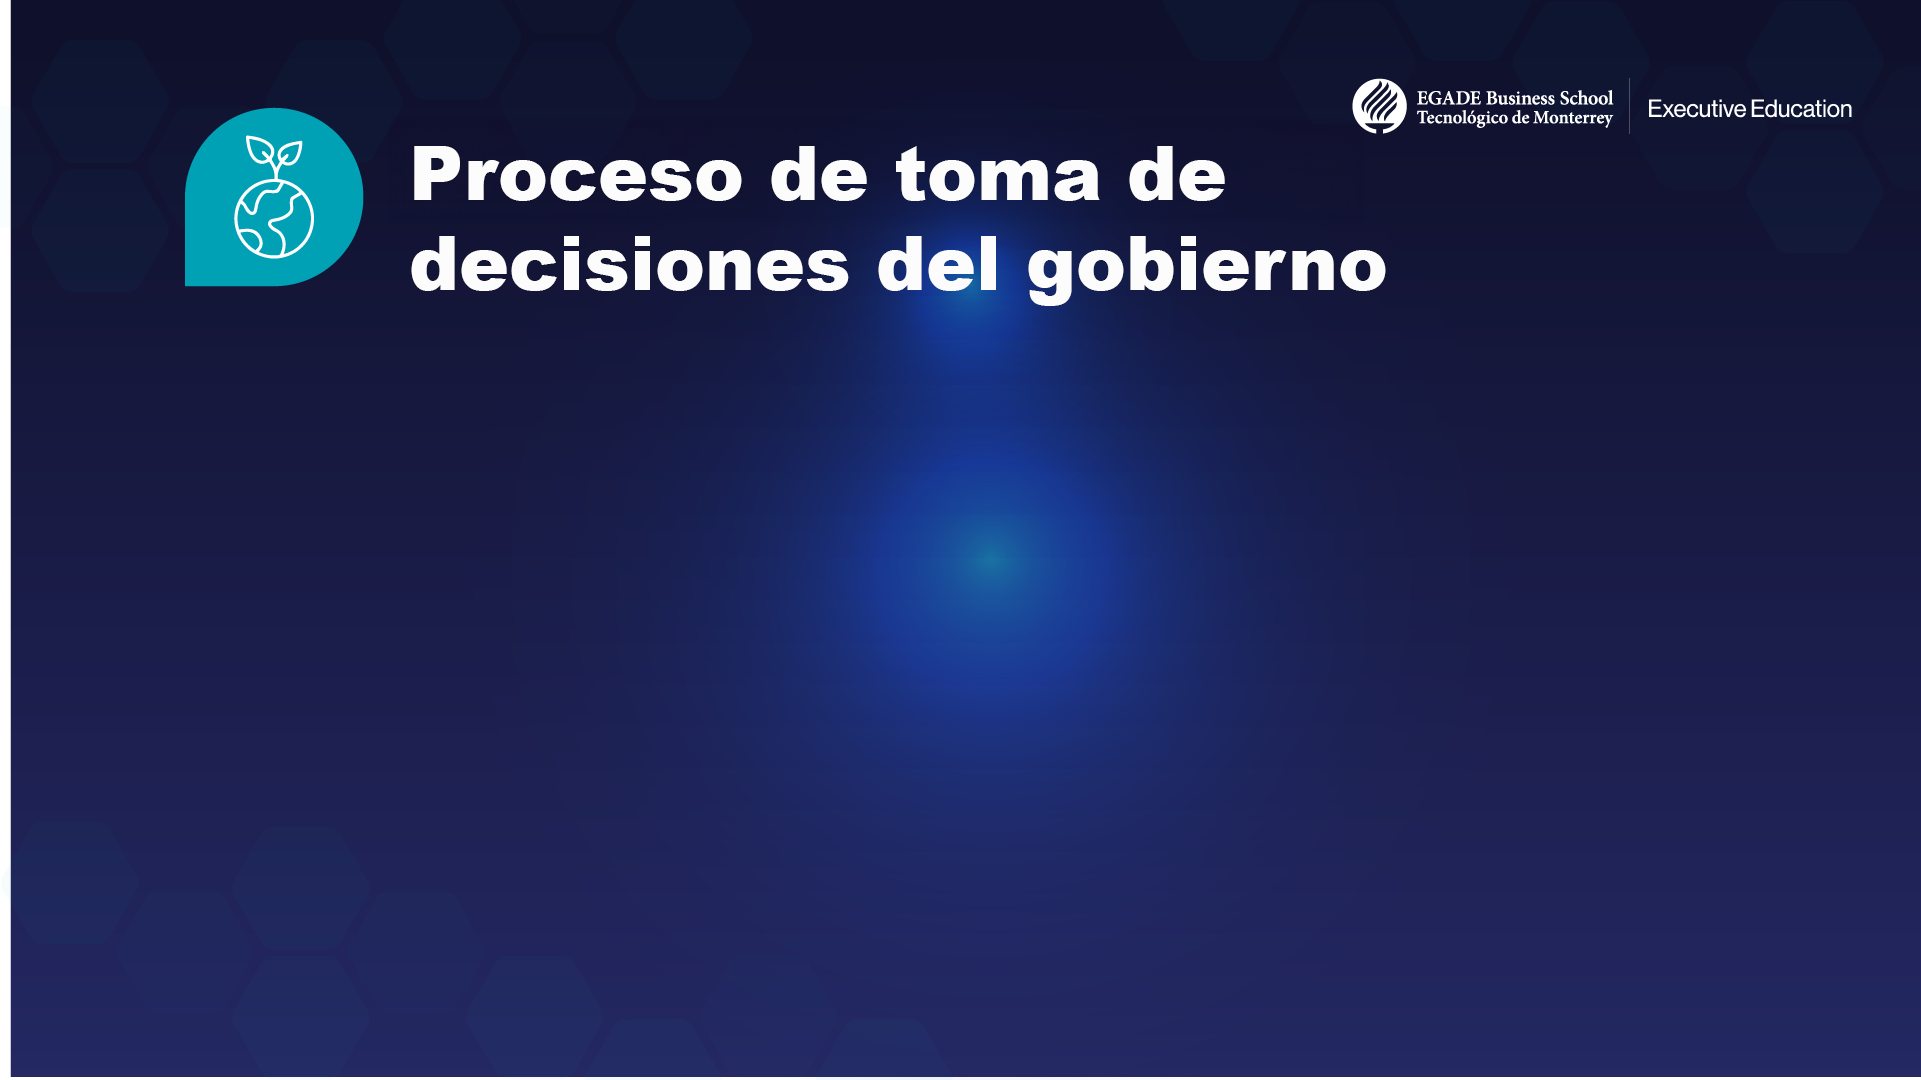 EGADE Business School
Tecnológico de Monterrey
Executive Education
Proceso de toma de
decisiones del gobierno